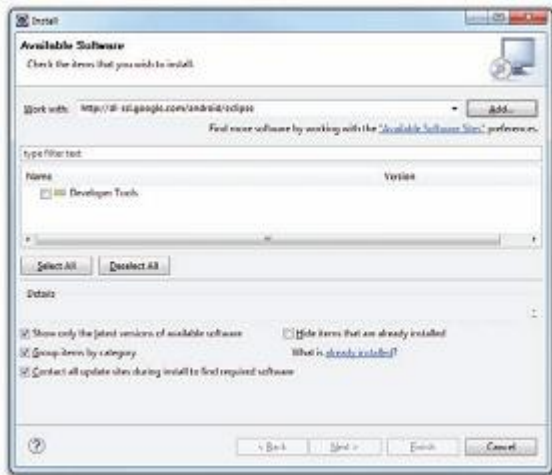 Install
Available Software
Check the items that you wish to install.
Work with: http://dl-ssl.google.com/android/eclipse
Add...
Find more software by working with the "Available Software Sites" preferences.
type filter text
Name Version
Developer Tools
Select All Deselect All
Details
Show only the latest versions of available software
Hide items that are already installed
Group items by category
What is already installed?
Contact all update sites during install to find required software
?
< Back Next > Finish Cancel